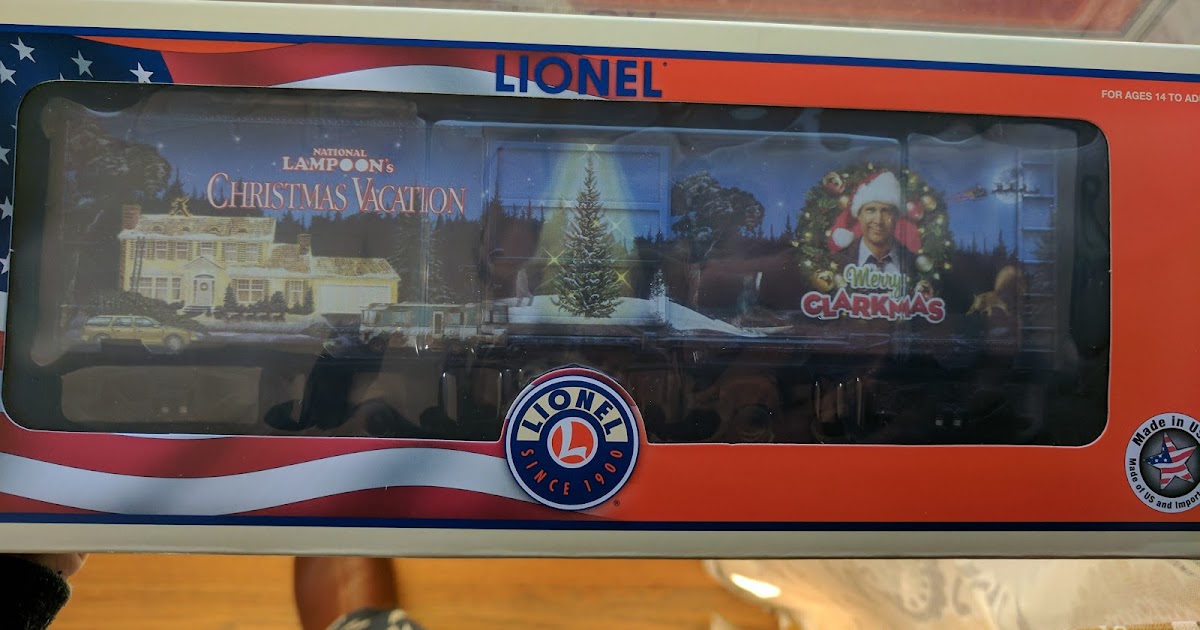 LIONEL
FOR AGES 14 TO AD
NATIONAL
LAMPOON's
CHRISTMAS VACATION
Merry
CLARKMAS
LIONEL
L
SINCE 1900
Made in US
Made of US and Impor